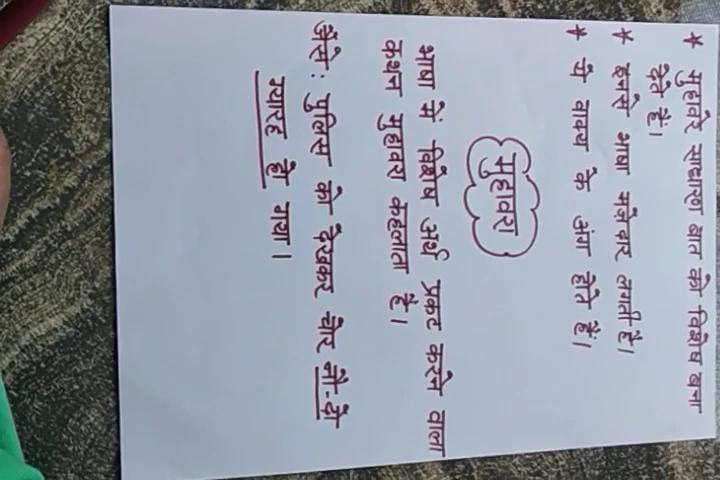 * मुहावरे साधारण बात को विशेष बना
देते हैं।
* इनसे भाषा मज़ेदार लगती है।
* ये वाक्य के अंग होते हैं।
मुहावरा
भाषा में विशेष अर्थ प्रकट करने वाला
कथन मुहावरा कहलाता है।
जैसे : पुलिस को देखकर चोर नौ-दो
ग्यारह हो गया।